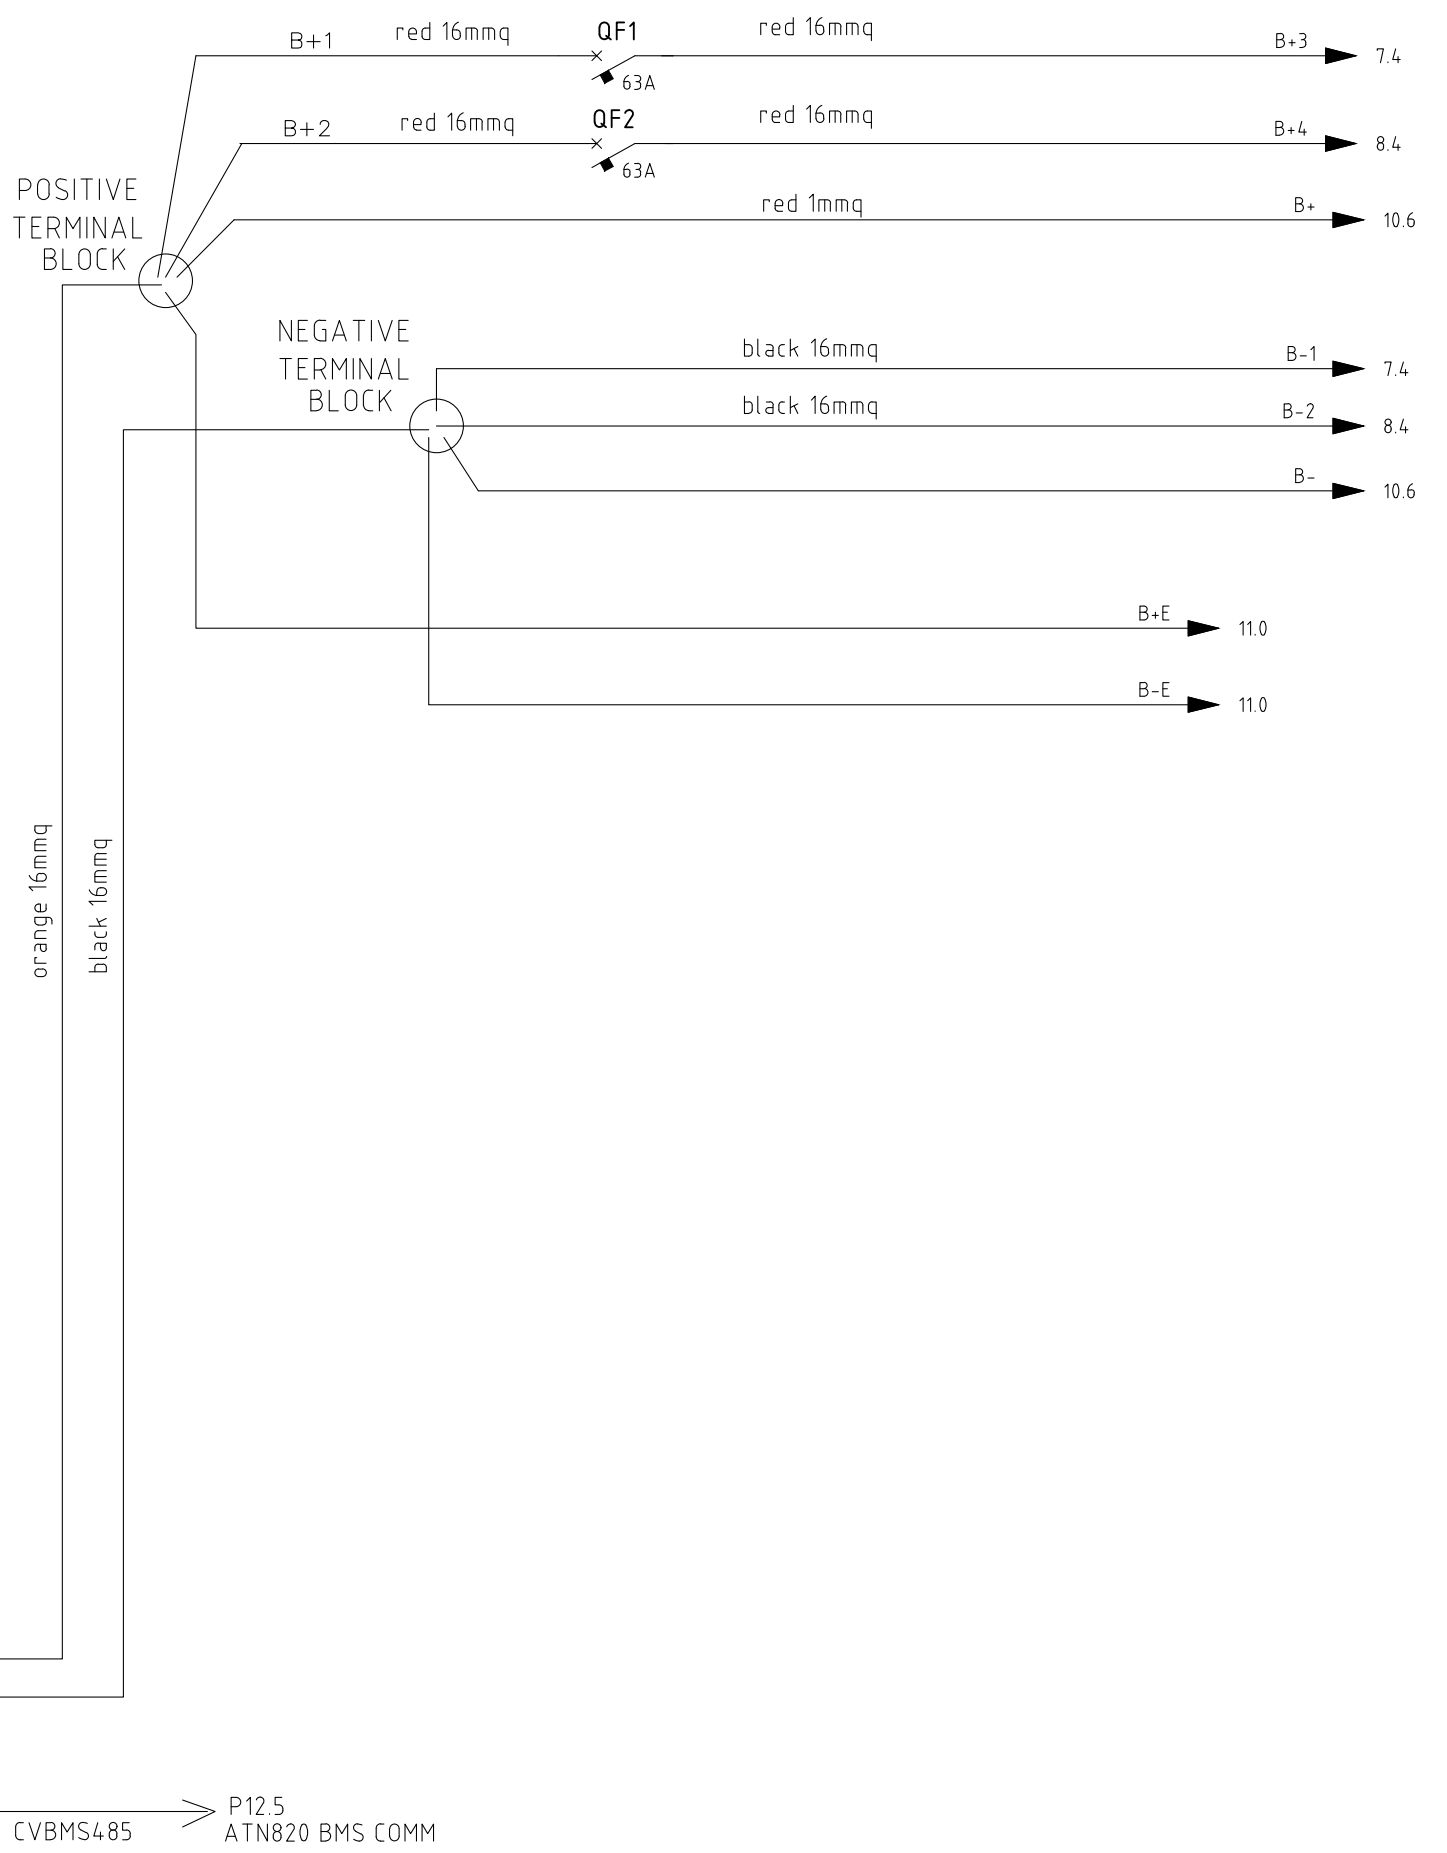 B+1
red 16mmq
QF1
63A
red 16mmq
B+3
7.4
B+2
red 16mmq
QF2
63A
red 16mmq
B+4
8.4
POSITIVE
TERMINAL
BLOCK
red 1mmq
B+
10.6
NEGATIVE
TERMINAL
BLOCK
black 16mmq
B-1
7.4
black 16mmq
B-2
8.4
B-
10.6
B+E
11.0
B-E
11.0
orange 16mmq
black 16mmq
CVBMS485
P12.5
ATN820 BMS COMM